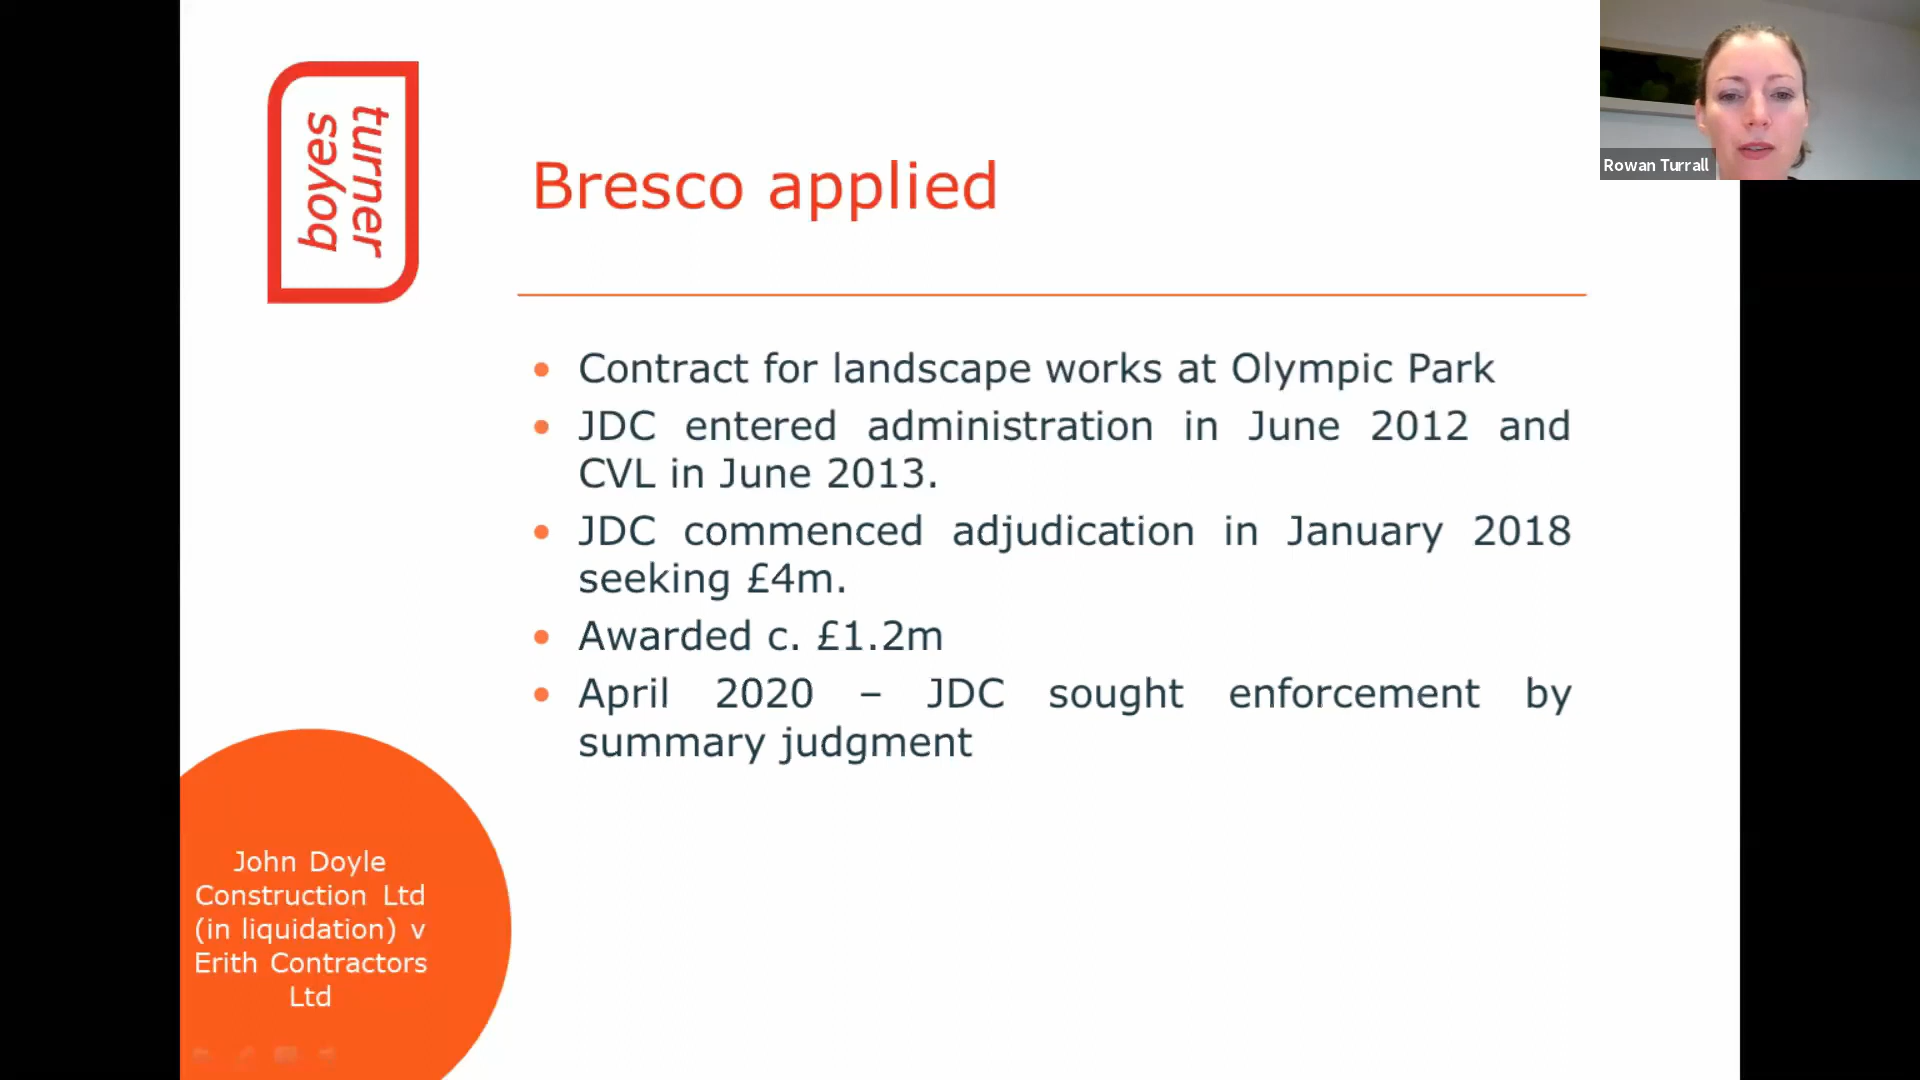 boyes
turner
Bresco applied
Rowan Turrall
• Contract for landscape works at Olympic Park
• JDC entered administration in June 2012 and
CVL in June 2013.
• JDC commenced adjudication in January 2018
seeking £4m.
• Awarded c. £1.2m
• April 2020 – JDC sought enforcement by
summary judgment
John Doyle
Construction Ltd
(in liquidation) v
Erith Contractors
Ltd